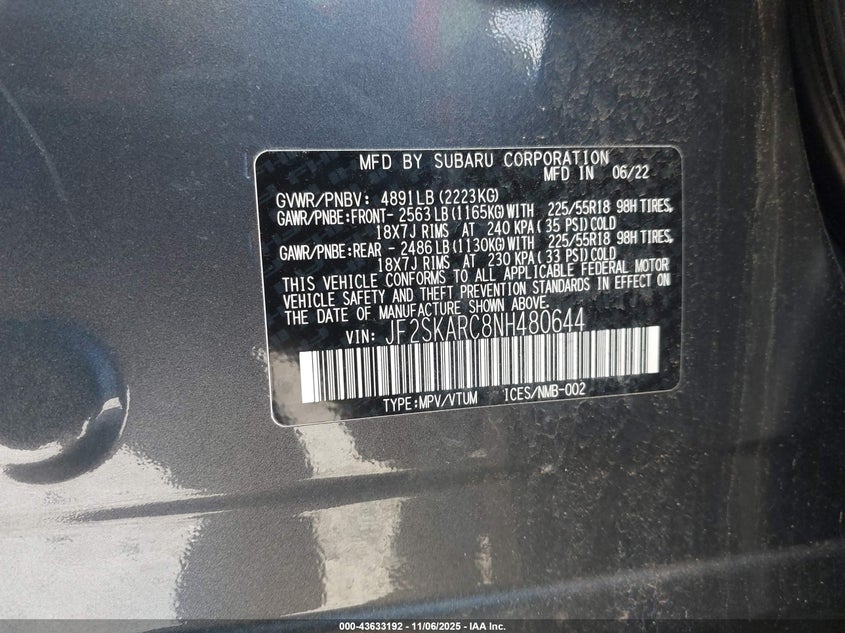 MFD BY SUBARU CORPORATION
MFD IN 06/22
GVWR/PNBV: 4891LB(2223KG)
GAWR/PNBE:FRONT- 2563LB(1165KG)WITH 225/55R18 98H TIRES,
18X7J RIMS AT 240 KPA( 35 PSI)COLD
GAWR/PNBE:REAR - 2486LB(1130KG)WITH 225/55R18 98H TIRES,
18X7J RIMS AT 230 KPA( 33 PSI)COLD
THIS VEHICLE CONFORMS TO ALL APPLICABLE FEDERAL MOTOR
VEHICLE SAFETY AND THEFT PREVENTION STANDARDS IN EFFECT ON
THE DATE OF MANUFACTURE SHOWN ABOVE.
VIN: JF2SKARC8NH480644
TYPE:MPV/VTUM ICES/NMB-002
000-43633192 - 11/06/2025 - IAA Inc.